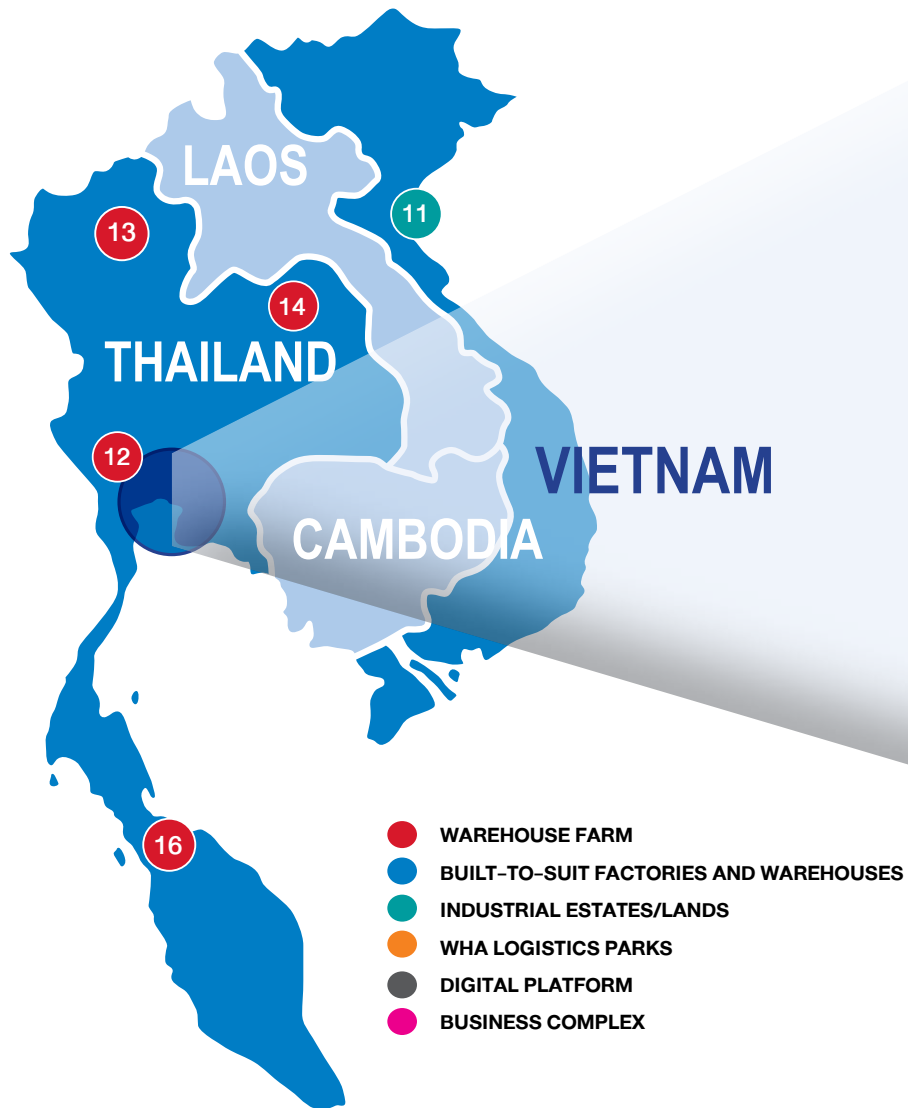 LAOS
11
13
14
THAILAND
12
VIETNAM
CAMBODIA
16
WAREHOUSE FARM
BUILT-TO-SUIT FACTORIES AND WAREHOUSES
INDUSTRIAL ESTATES/LANDS
WHA LOGISTICS PARKS
DIGITAL PLATFORM
BUSINESS COMPLEX